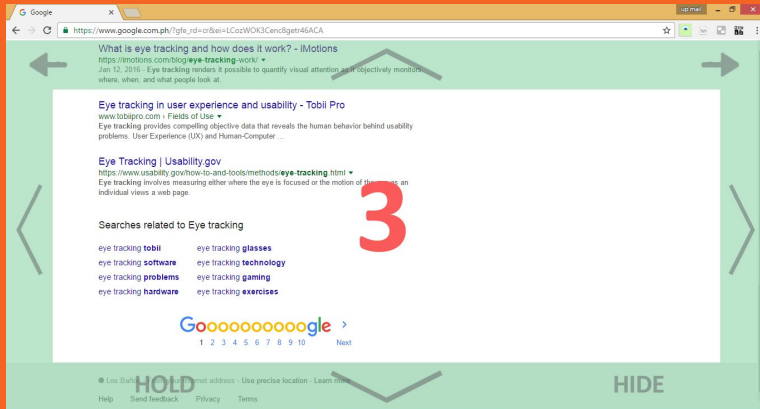 G Google
up mail
https://www.google.com.ph/?gfe_rd=cr&ei=LCozWOK3Cenc8getr46ACA
What is eye tracking and how does it work? - iMotions
https://imotions.com/blog/eye-tracking-work/
Jan 12, 2016 - Eye tracking renders it possible to quantify visual attention as it objectively monitors
where, when, and what people look at.
Eye tracking in user experience and usability - Tobii Pro
www.tobiipro.com › Fields of Use
Eye tracking provides compelling objective data that reveals the human behavior behind usability
problems. User Experience (UX) and Human-Computer ...
Eye Tracking | Usability.gov
https://www.usability.gov/how-to-and-tools/methods/eye-tracking.html
Eye tracking involves measuring either where the eye is focused or the motion of the eye as an
individual views a web page.
3
Searches related to Eye tracking
eye tracking tobii eye tracking glasses
eye tracking software eye tracking technology
eye tracking problems eye tracking gaming
eye tracking hardware eye tracking exercises
Goooooooooogle >
1 2 3 4 5 6 7 8 9 10 Next
Los Baños internet address - Use precise location - Learn more
HOLD HIDE
Help Send feedback Privacy Terms